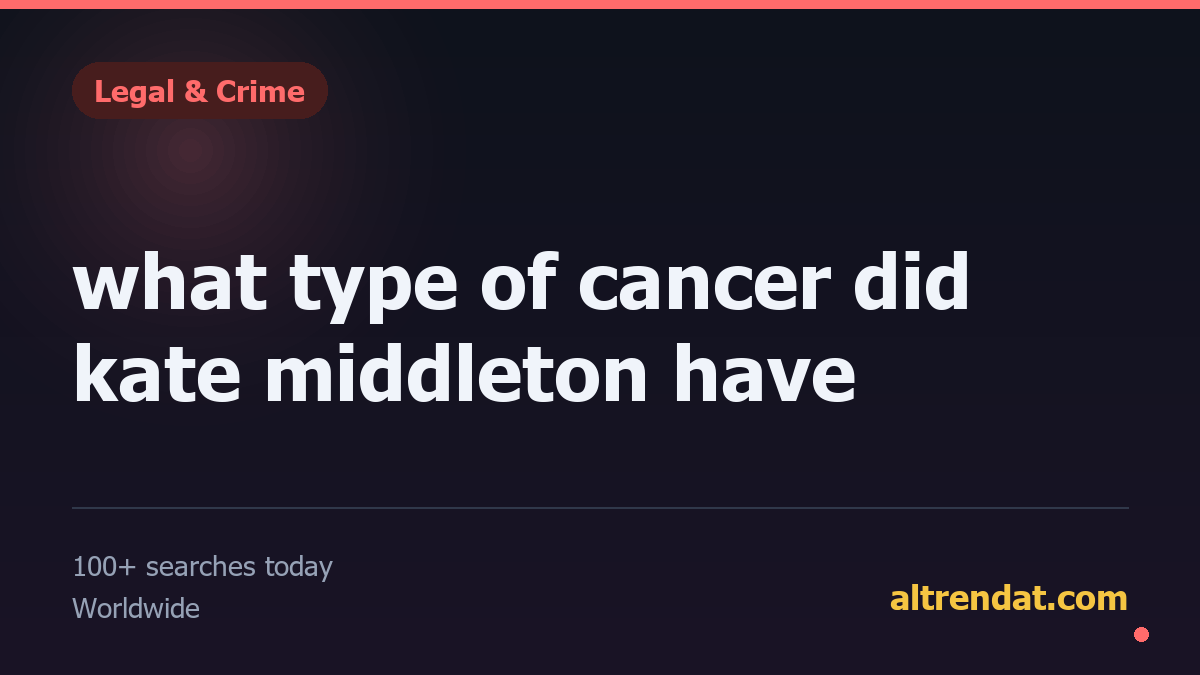 Legal & Crime
what type of cancer did
kate middleton have
100+ searches today
Worldwide
altrendat.com